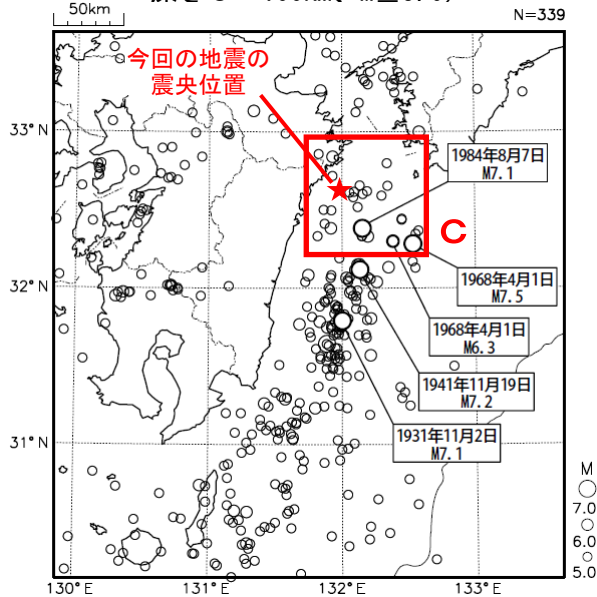 50km
N=339
今回の地震の
震央位置
33°N
1984年8月7日
M7.1
C
32°N
1968年4月1日
M7.5
1968年4月1日
M6.3
1941年11月19日
M7.2
31°N
1931年11月2日
M7.1
M
7.0
6.0
5.0
130°E
131°E
132°E
133°E